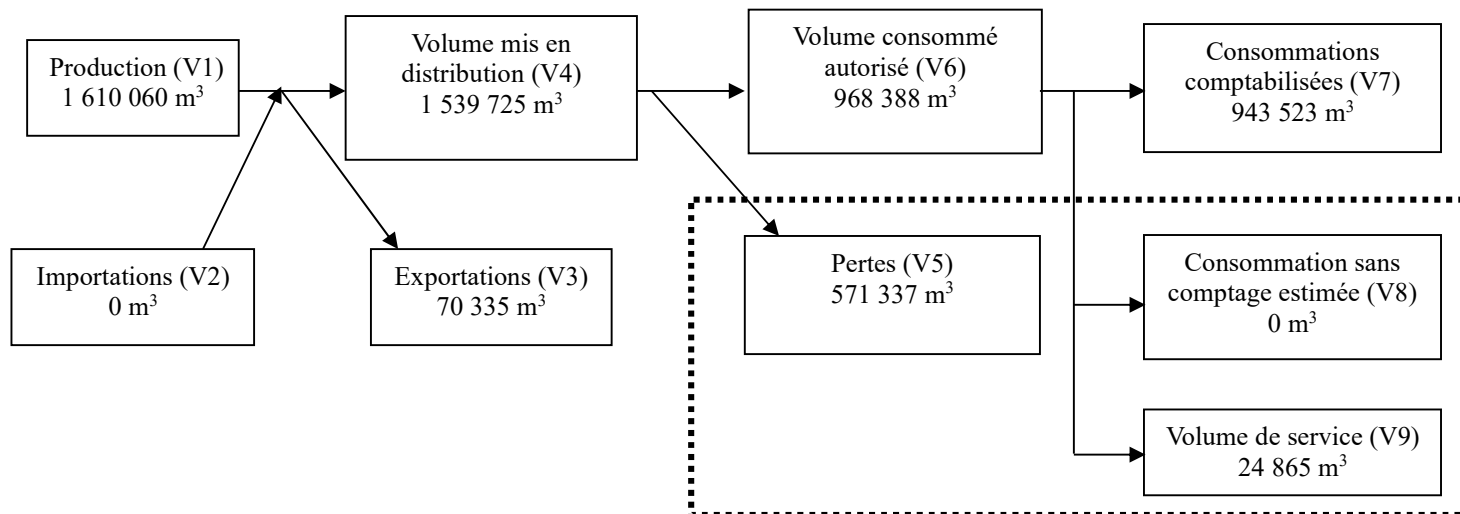 Production (V1)
1 610 060 m³
Volume mis en
distribution (V4)
1 539 725 m³
Volume consommé
autorisé (V6)
968 388 m³
Consommations
comptabilisées (V7)
943 523 m³
Importations (V2)
0 m³
Exportations (V3)
70 335 m³
Pertes (V5)
571 337 m³
Consommation sans
comptage estimée (V8)
0 m³
Volume de service (V9)
24 865 m³